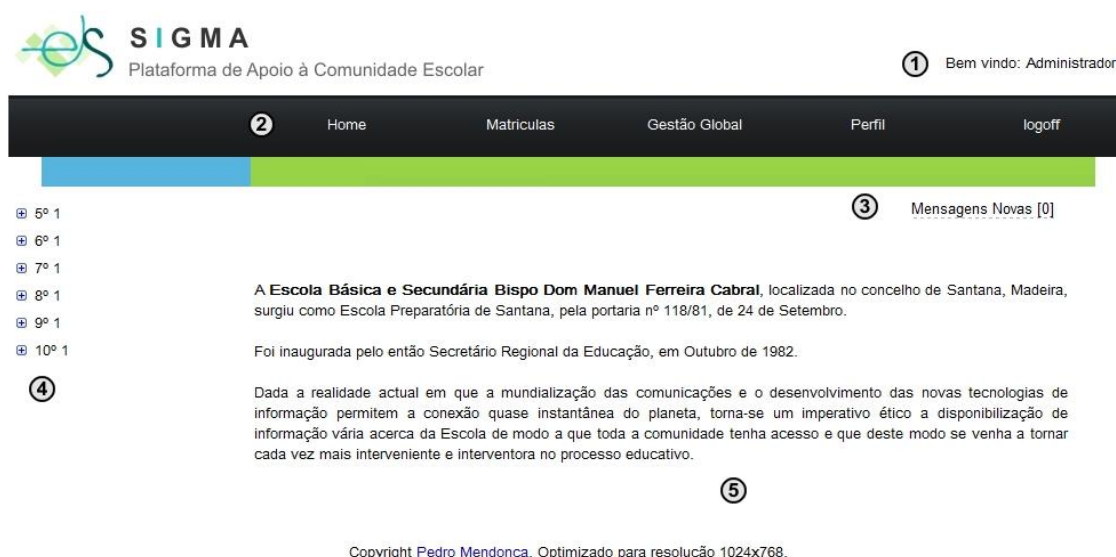 SIGMA
Plataforma de Apoio à Comunidade Escolar
1 Bem vindo: Administrador
2 Home Matriculas Gestão Global Perfil logoff
3 Mensagens Novas [0]
5º 1
6º 1
7º 1
8º 1
9º 1
10º 1
4
A Escola Básica e Secundária Bispo Dom Manuel Ferreira Cabral, localizada no concelho de Santana, Madeira,
surgiu como Escola Preparatória de Santana, pela portaria nº 118/81, de 24 de Setembro.
Foi inaugurada pelo então Secretário Regional da Educação, em Outubro de 1982.
Dada a realidade actual em que a mundialização das comunicações e o desenvolvimento das novas tecnologias de
informação permitem a conexão quase instantânea do planeta, torna-se um imperativo ético a disponibilização de
informação vária acerca da Escola de modo a que toda a comunidade tenha acesso e que deste modo se venha a tornar
cada vez mais interveniente e interventora no processo educativo.
5
Copyright Pedro Mendonça. Optimizado para resolução 1024x768.